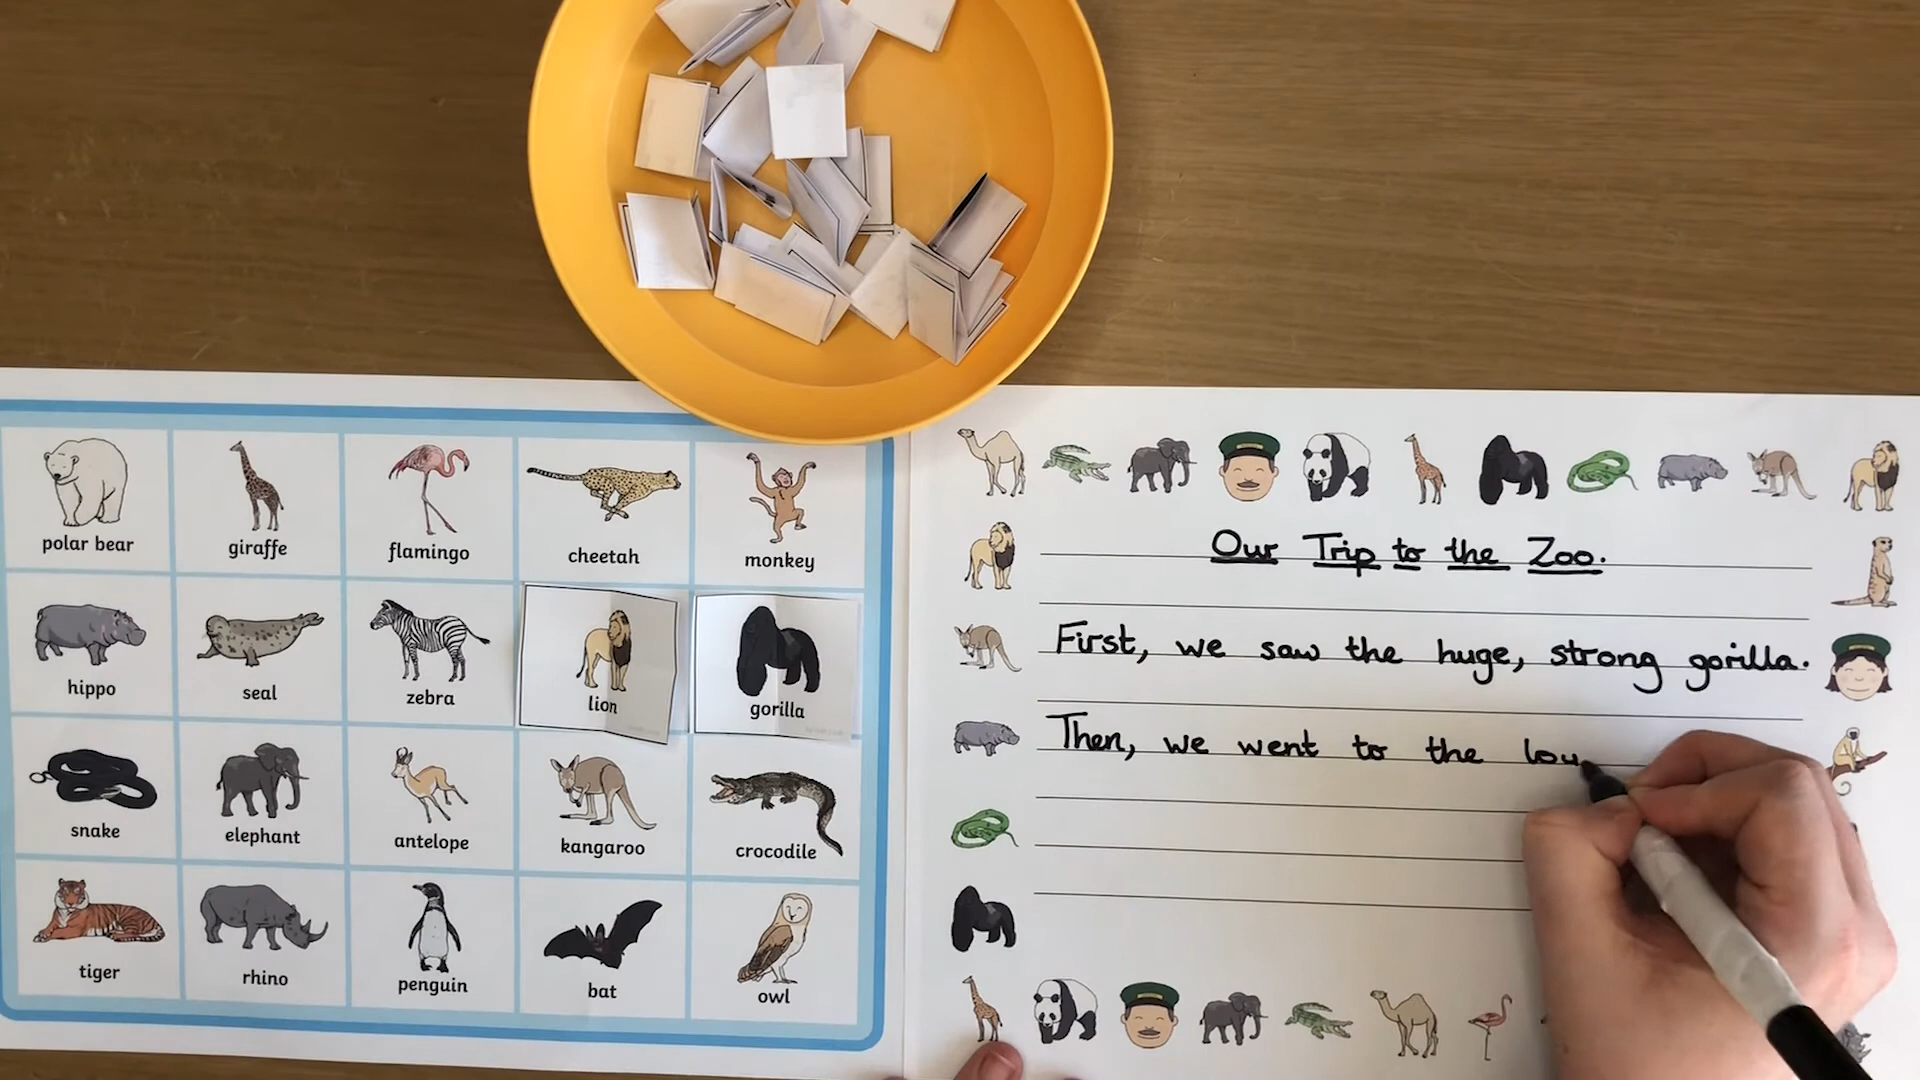 polar bear giraffe flamingo cheetah monkey
hippo seal zebra lion gorilla
snake elephant antelope kangaroo crocodile
tiger rhino penguin bat owl
Our Trip to the Zoo.
First, we saw the huge, strong gorilla.
Then, we went to the lou